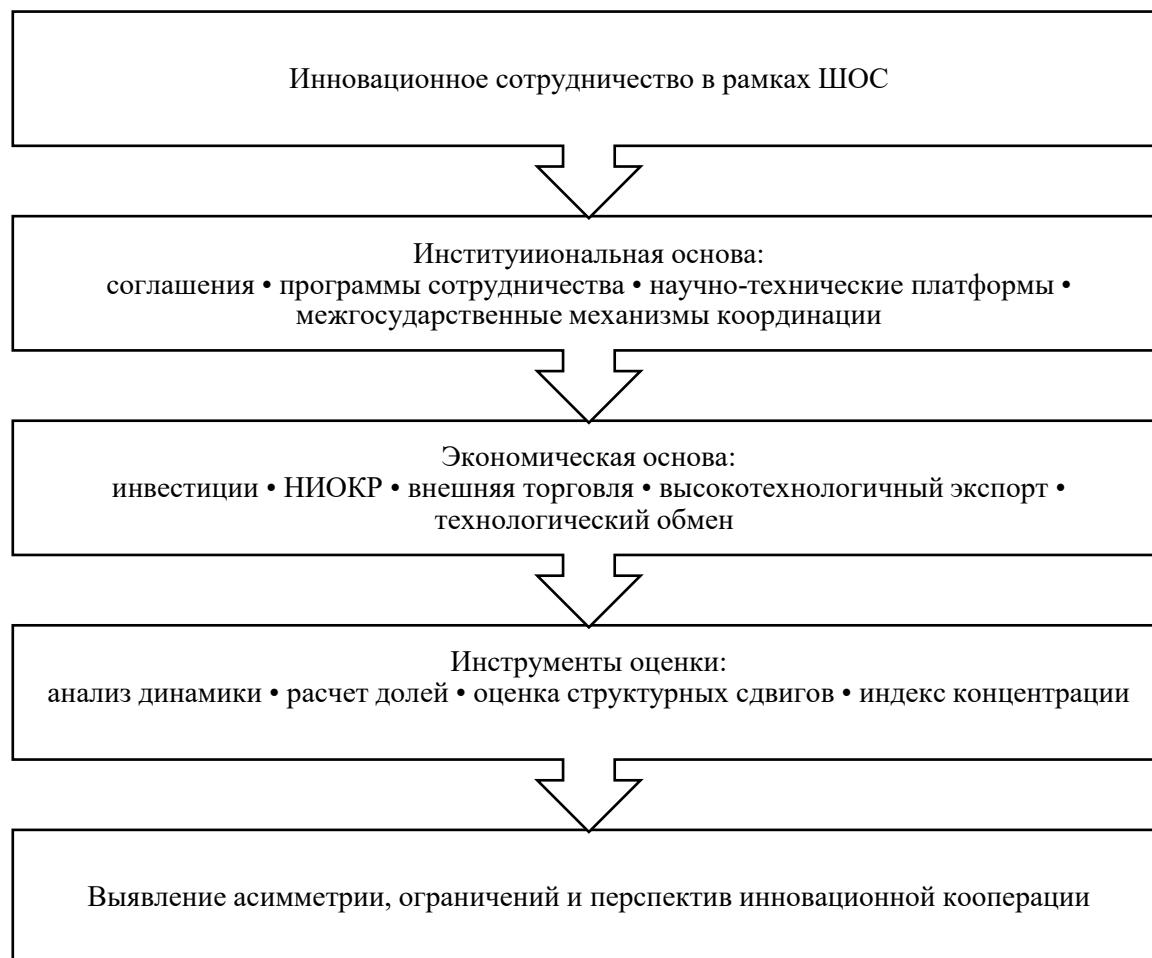 Инновационное сотрудничество в рамках ШОС
Институииональная основа:
соглашения • программы сотрудничества • научно-технические платформы •
межгосударственные механизмы координации
Экономическая основа:
инвестиции • НИОКР • внешняя торговля • высокотехнологичный экспорт •
технологический обмен
Инструменты оценки:
анализ динамики • расчет долей • оценка структурных сдвигов • индекс концентрации
Выявление асимметрии, ограничений и перспектив инновационной кооперации